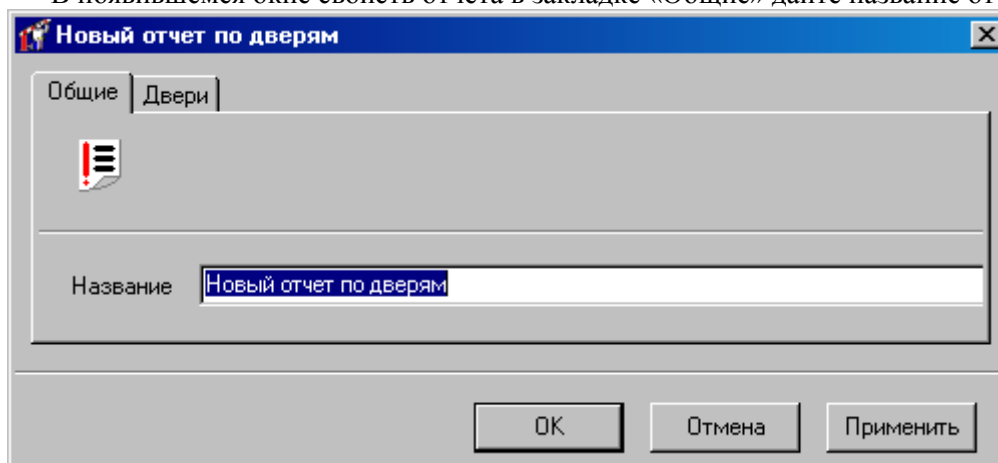 В появившемся окне свойств отчета в закладке «Общие» дайте название от
Новый отчет по дверям
Общие Двери
Название Новый отчет по дверям
OK Отмена Применить